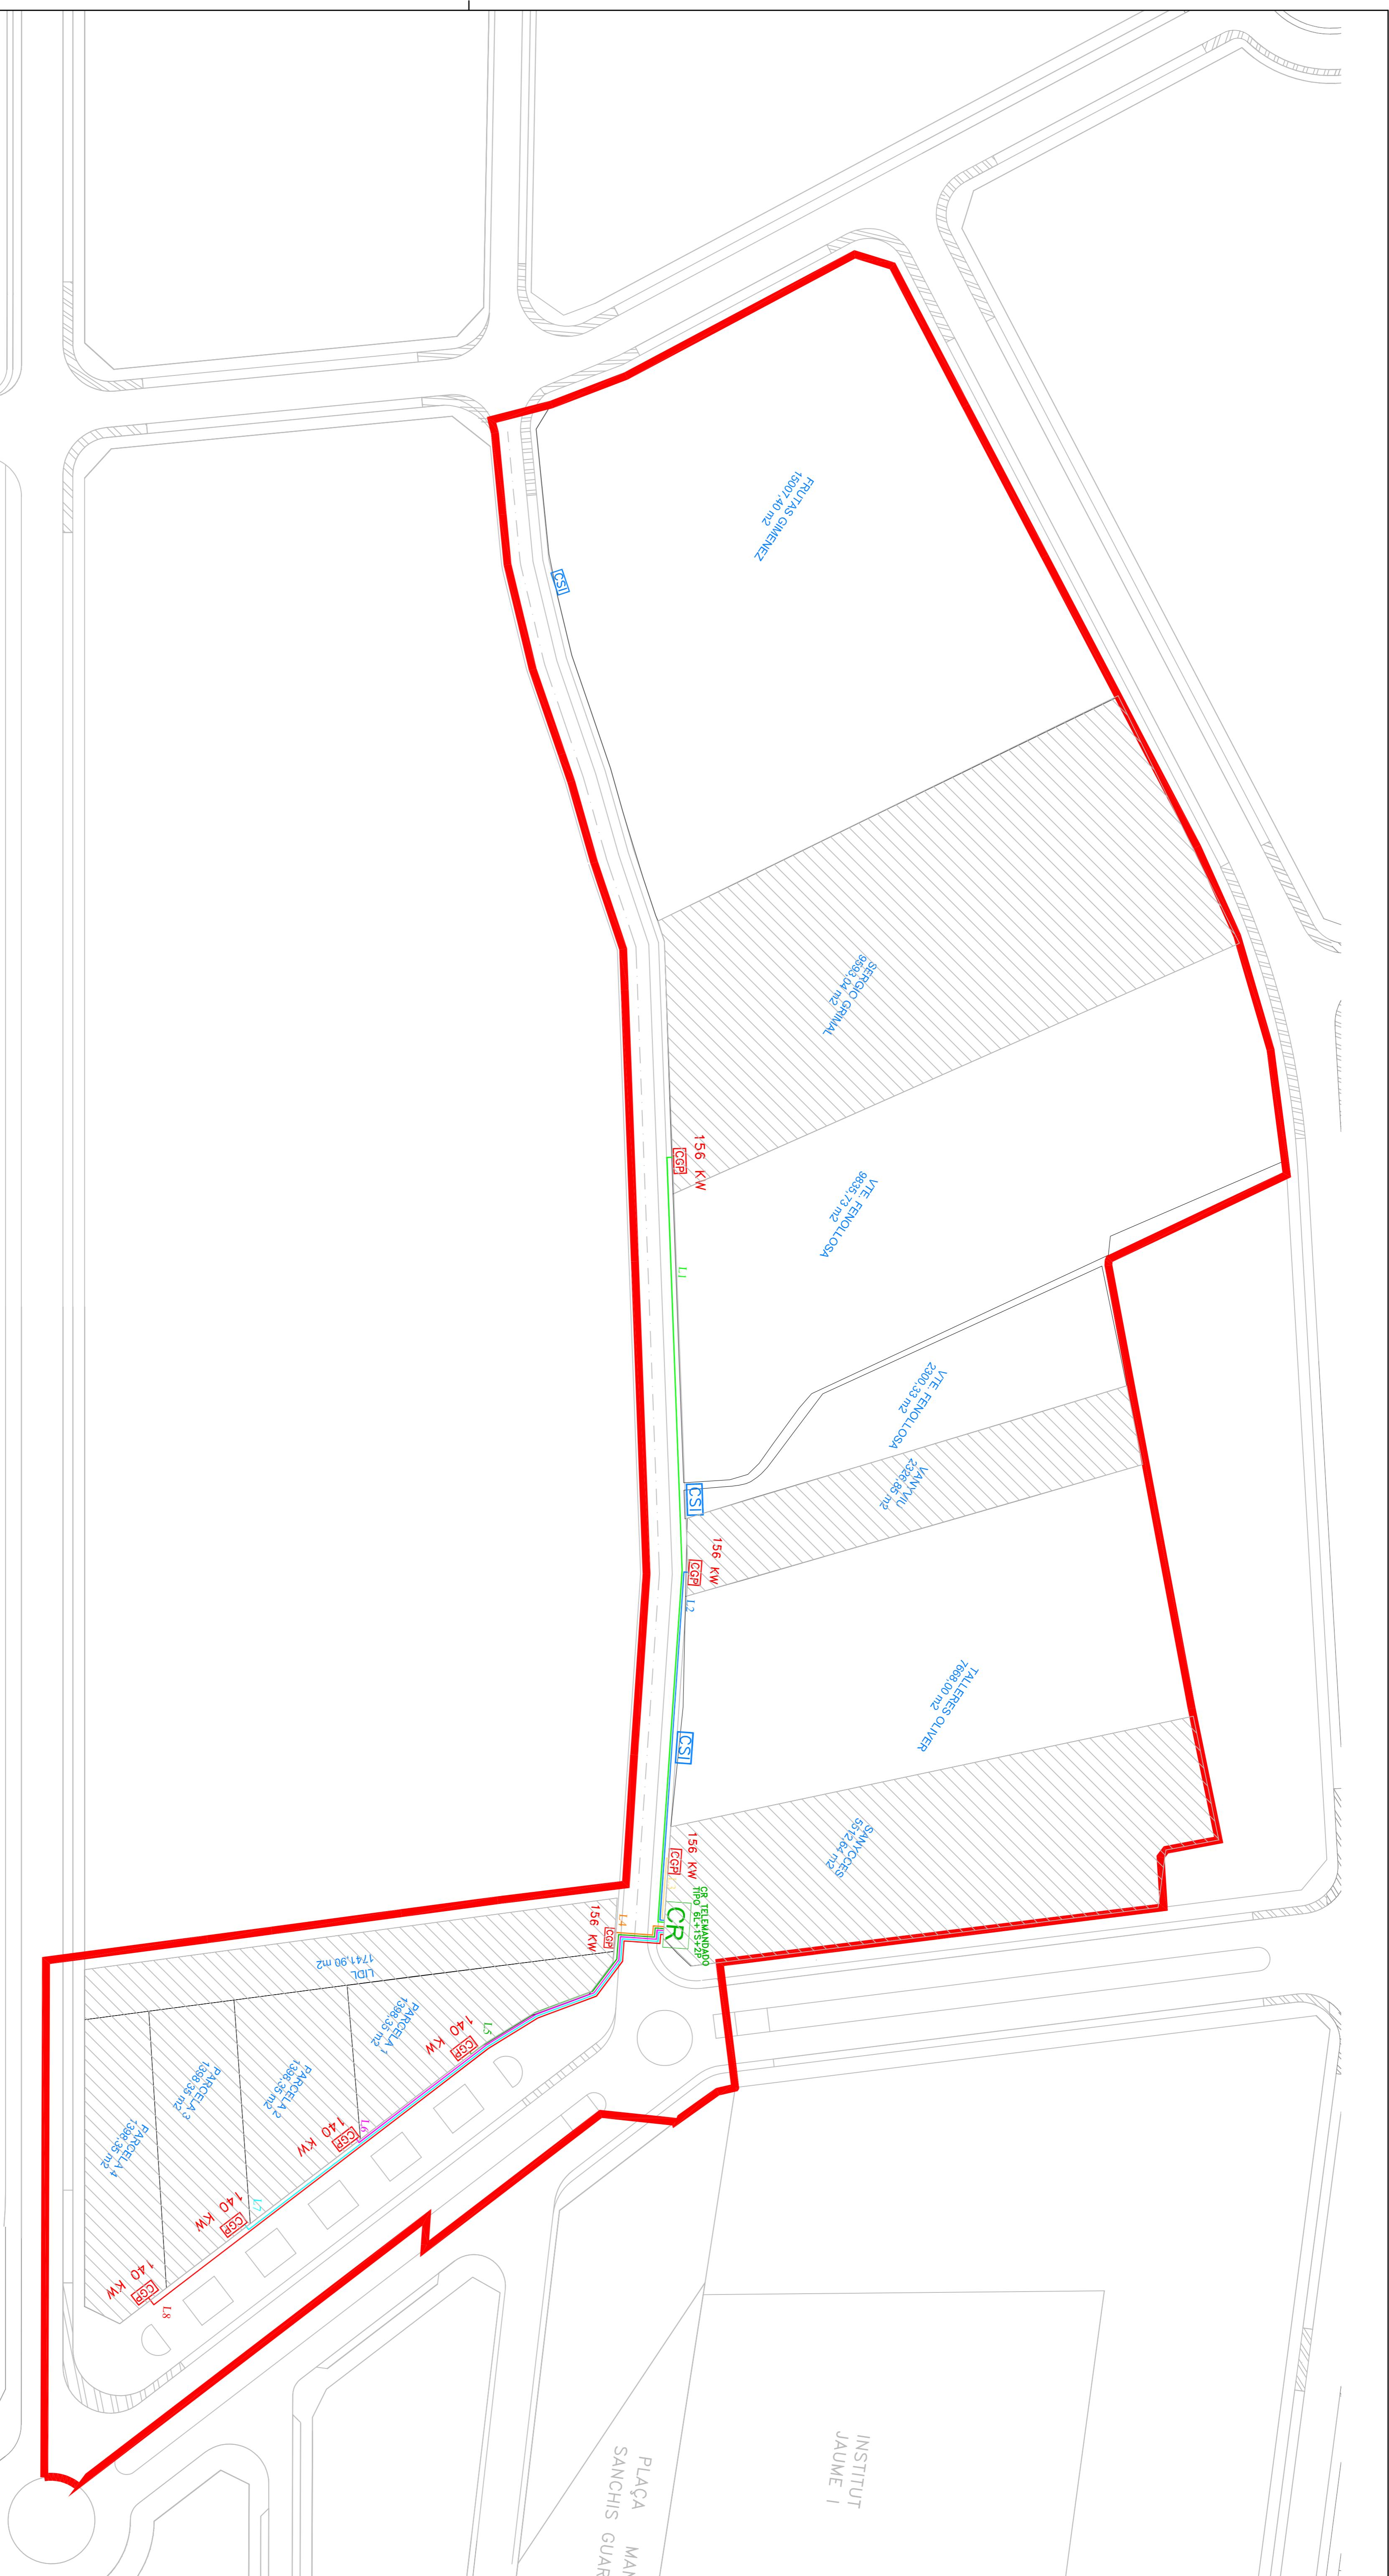 FRUTAS GIMENEZ
15007,40 m2
CSI
SERGIO GRIMAL
9593,04 m2
156 KW
CGP
VTE. FENOLLOSA
9835,73 m2
L1
VTE. FENOLLOSA
2300,33 m2
VANYVIU
2326,85 m2
CSI
156 KW
CGP
L2
TALLERES OLIVER
7668,00 m2
CSI
SANYCCES
5512,64 m2
156 KW
CGP
CR TELEMANDADO
TIPO 6L+1S+2P
CR
156 KW
CGP
L4
LIDL
1741,90 m2
PARCELA 1
1398,35 m2
140 KW
CGP
L5
PARCELA 2
1398,35 m2
140 KW
CGP
L6
PARCELA 3
1398,35 m2
140 KW
CGP
L7
PARCELA 4
1398,35 m2
140 KW
CGP
L8
INSTITUT
JAUME I
PLAÇA MAN
SANCHIS GUAR